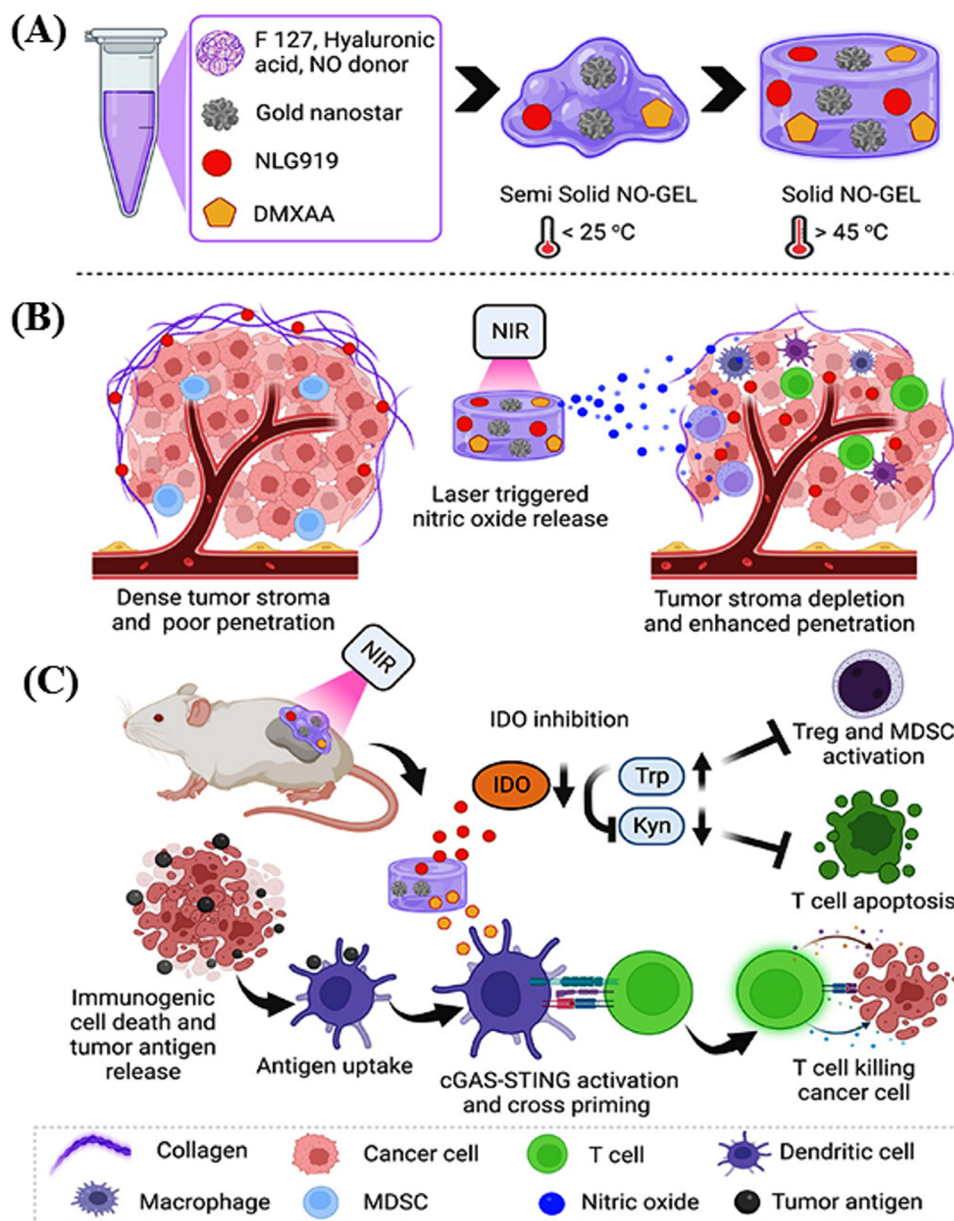 (A)
F 127, Hyaluronic
acid, NO donor
Gold nanostar
NLG919
DMXAA
Semi Solid NO-GEL
< 25 °C
Solid NO-GEL
> 45 °C
(B)
NIR
Laser triggered
nitric oxide release
Dense tumor stroma
and poor penetration
Tumor stroma depletion
and enhanced penetration
(C)
NIR
IDO inhibition
IDO
Trp
Kyn
Treg and MDSC
activation
T cell apoptosis
Immunogenic
cell death and
tumor antigen
release
Antigen uptake
cGAS-STING activation
and cross priming
T cell killing
cancer cell
Collagen
Cancer cell
T cell
Dendritic cell
Macrophage
MDSC
Nitric oxide
Tumor antigen